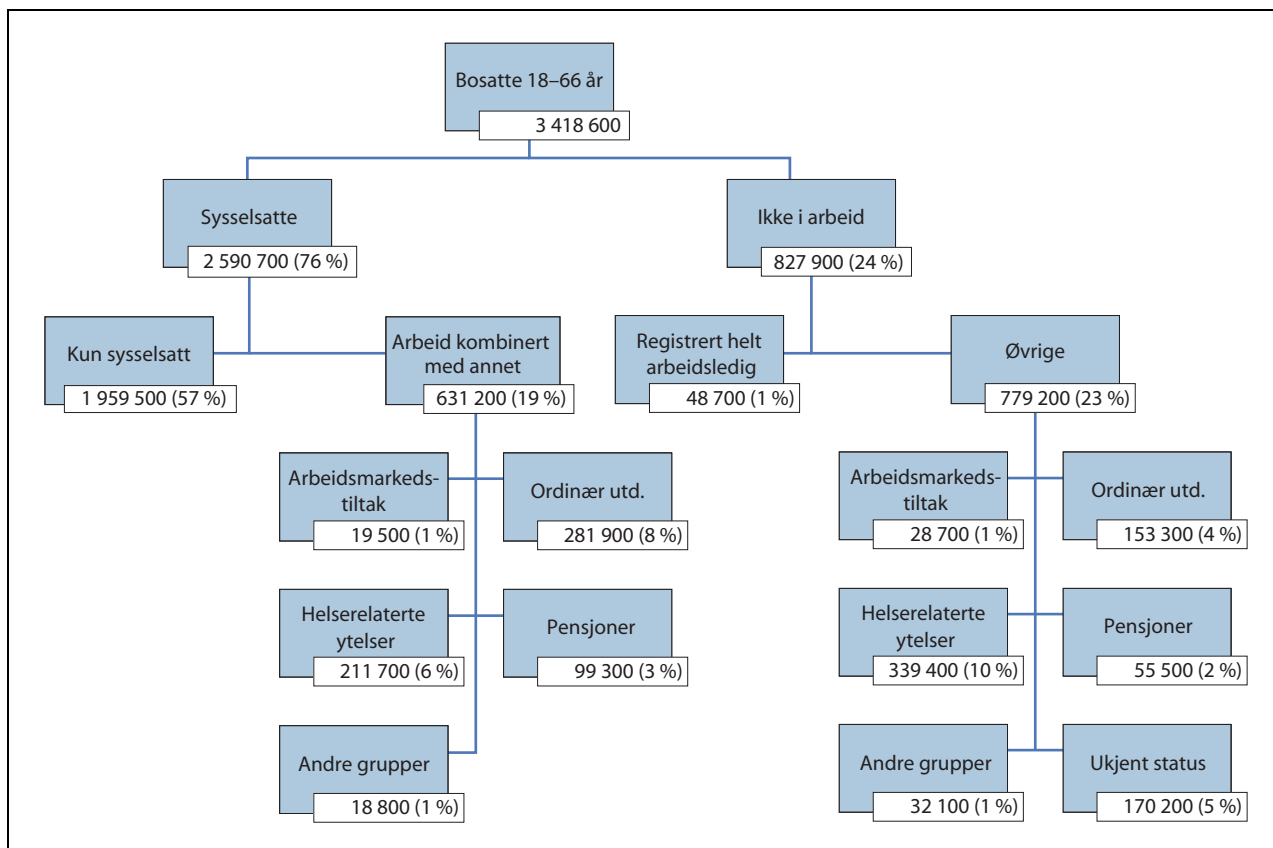 Bosatte 18–66 år
3 418 600
Sysselsatte
2 590 700 (76 %)
Ikke i arbeid
827 900 (24 %)
Kun sysselsatt
1 959 500 (57 %)
Arbeid kombinert
med annet
631 200 (19 %)
Registrert helt
arbeidsledig
48 700 (1 %)
Øvrige
779 200 (23 %)
Arbeidsmarkeds-
tiltak
19 500 (1 %)
Ordinær utd.
281 900 (8 %)
Arbeidsmarkeds-
tiltak
28 700 (1 %)
Ordinær utd.
153 300 (4 %)
Helserelaterte
ytelser
211 700 (6 %)
Pensjoner
99 300 (3 %)
Helserelaterte
ytelser
339 400 (10 %)
Pensjoner
55 500 (2 %)
Andre grupper
18 800 (1 %)
Andre grupper
32 100 (1 %)
Ukjent status
170 200 (5 %)